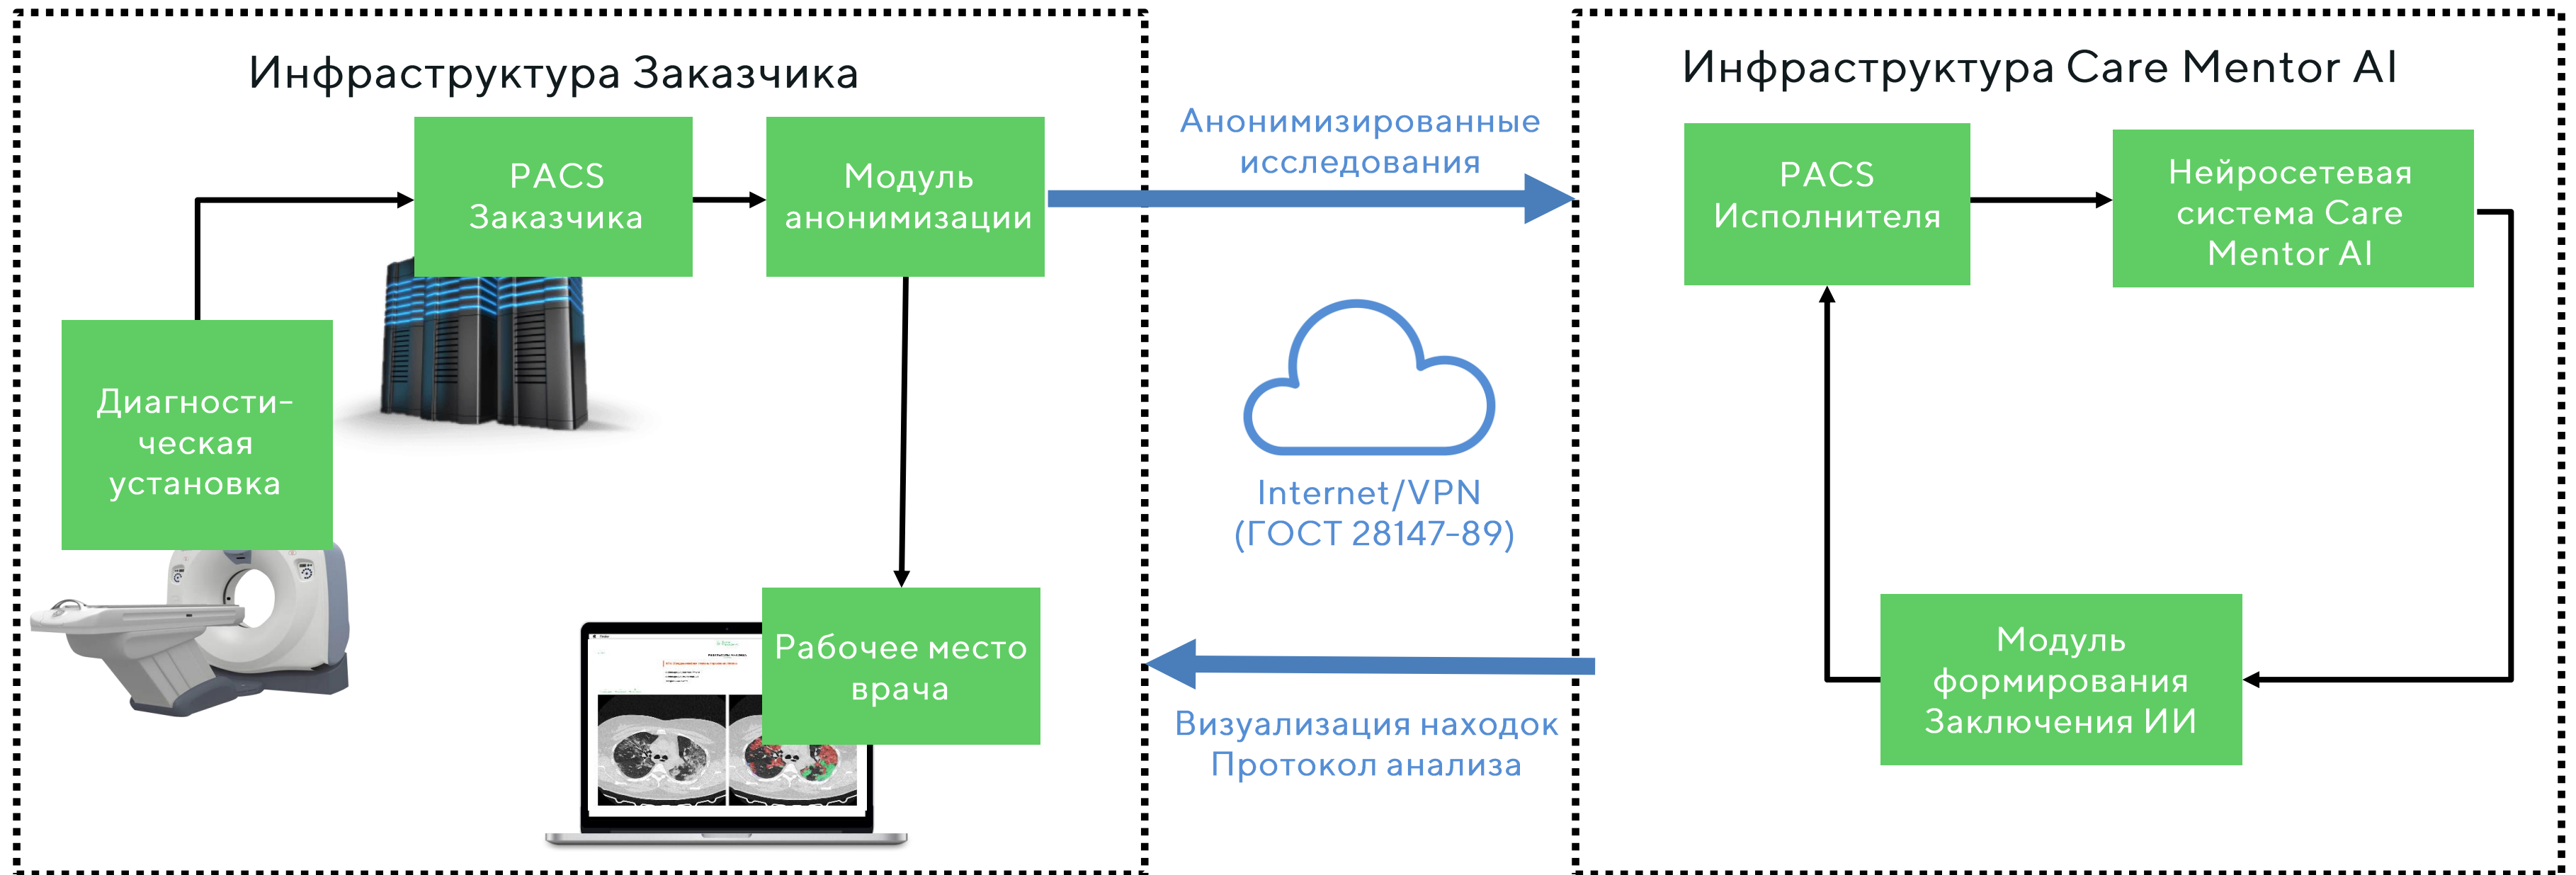 Инфраструктура Заказчика
PACS
Заказчика
Модуль
анонимизации
Диагности-
ческая
установка
Рабочее место
врача
Анонимизированные
исследования
Internet/VPN
(ГОСТ 28147-89)
Визуализация находок
Протокол анализа
Инфраструктура Care Mentor AI
PACS
Исполнителя
Нейросетевая
система Care
Mentor AI
Модуль
формирования
Заключения ИИ